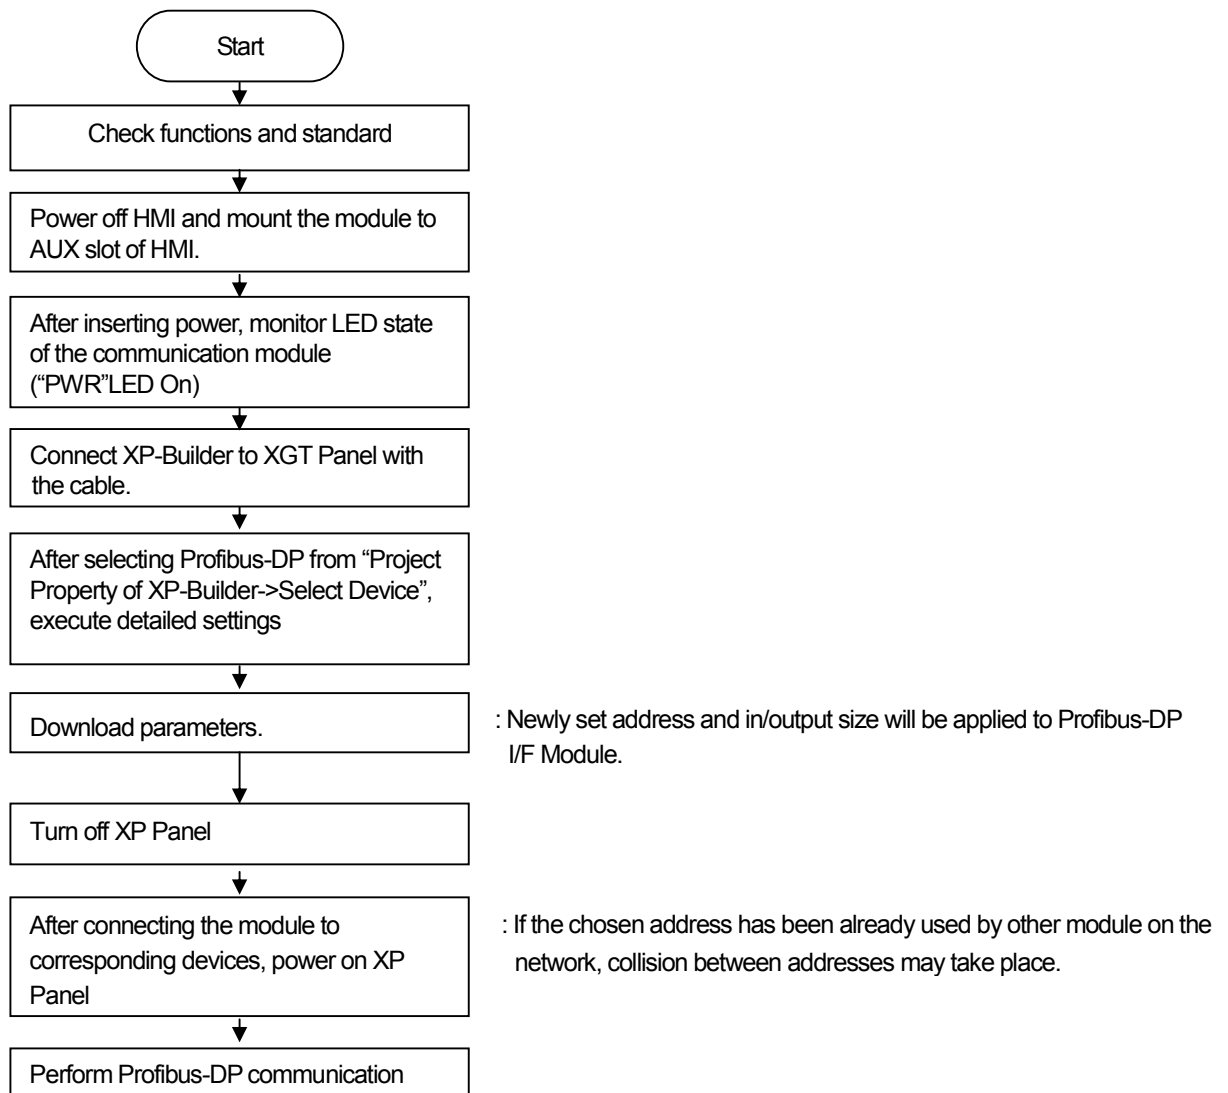 Start
Check functions and standard
Power off HMI and mount the module to
AUX slot of HMI.
After inserting power, monitor LED state
of the communication module
(“PWR”LED On)
Connect XP-Builder to XGT Panel with
the cable.
After selecting Profibus-DP from “Project
Property of XP-Builder->Select Device”,
execute detailed settings
Download parameters.
: Newly set address and in/output size will be applied to Profibus-DP
I/F Module.
Turn off XP Panel
After connecting the module to
corresponding devices, power on XP
Panel
: If the chosen address has been already used by other module on the
network, collision between addresses may take place.
Perform Profibus-DP communication